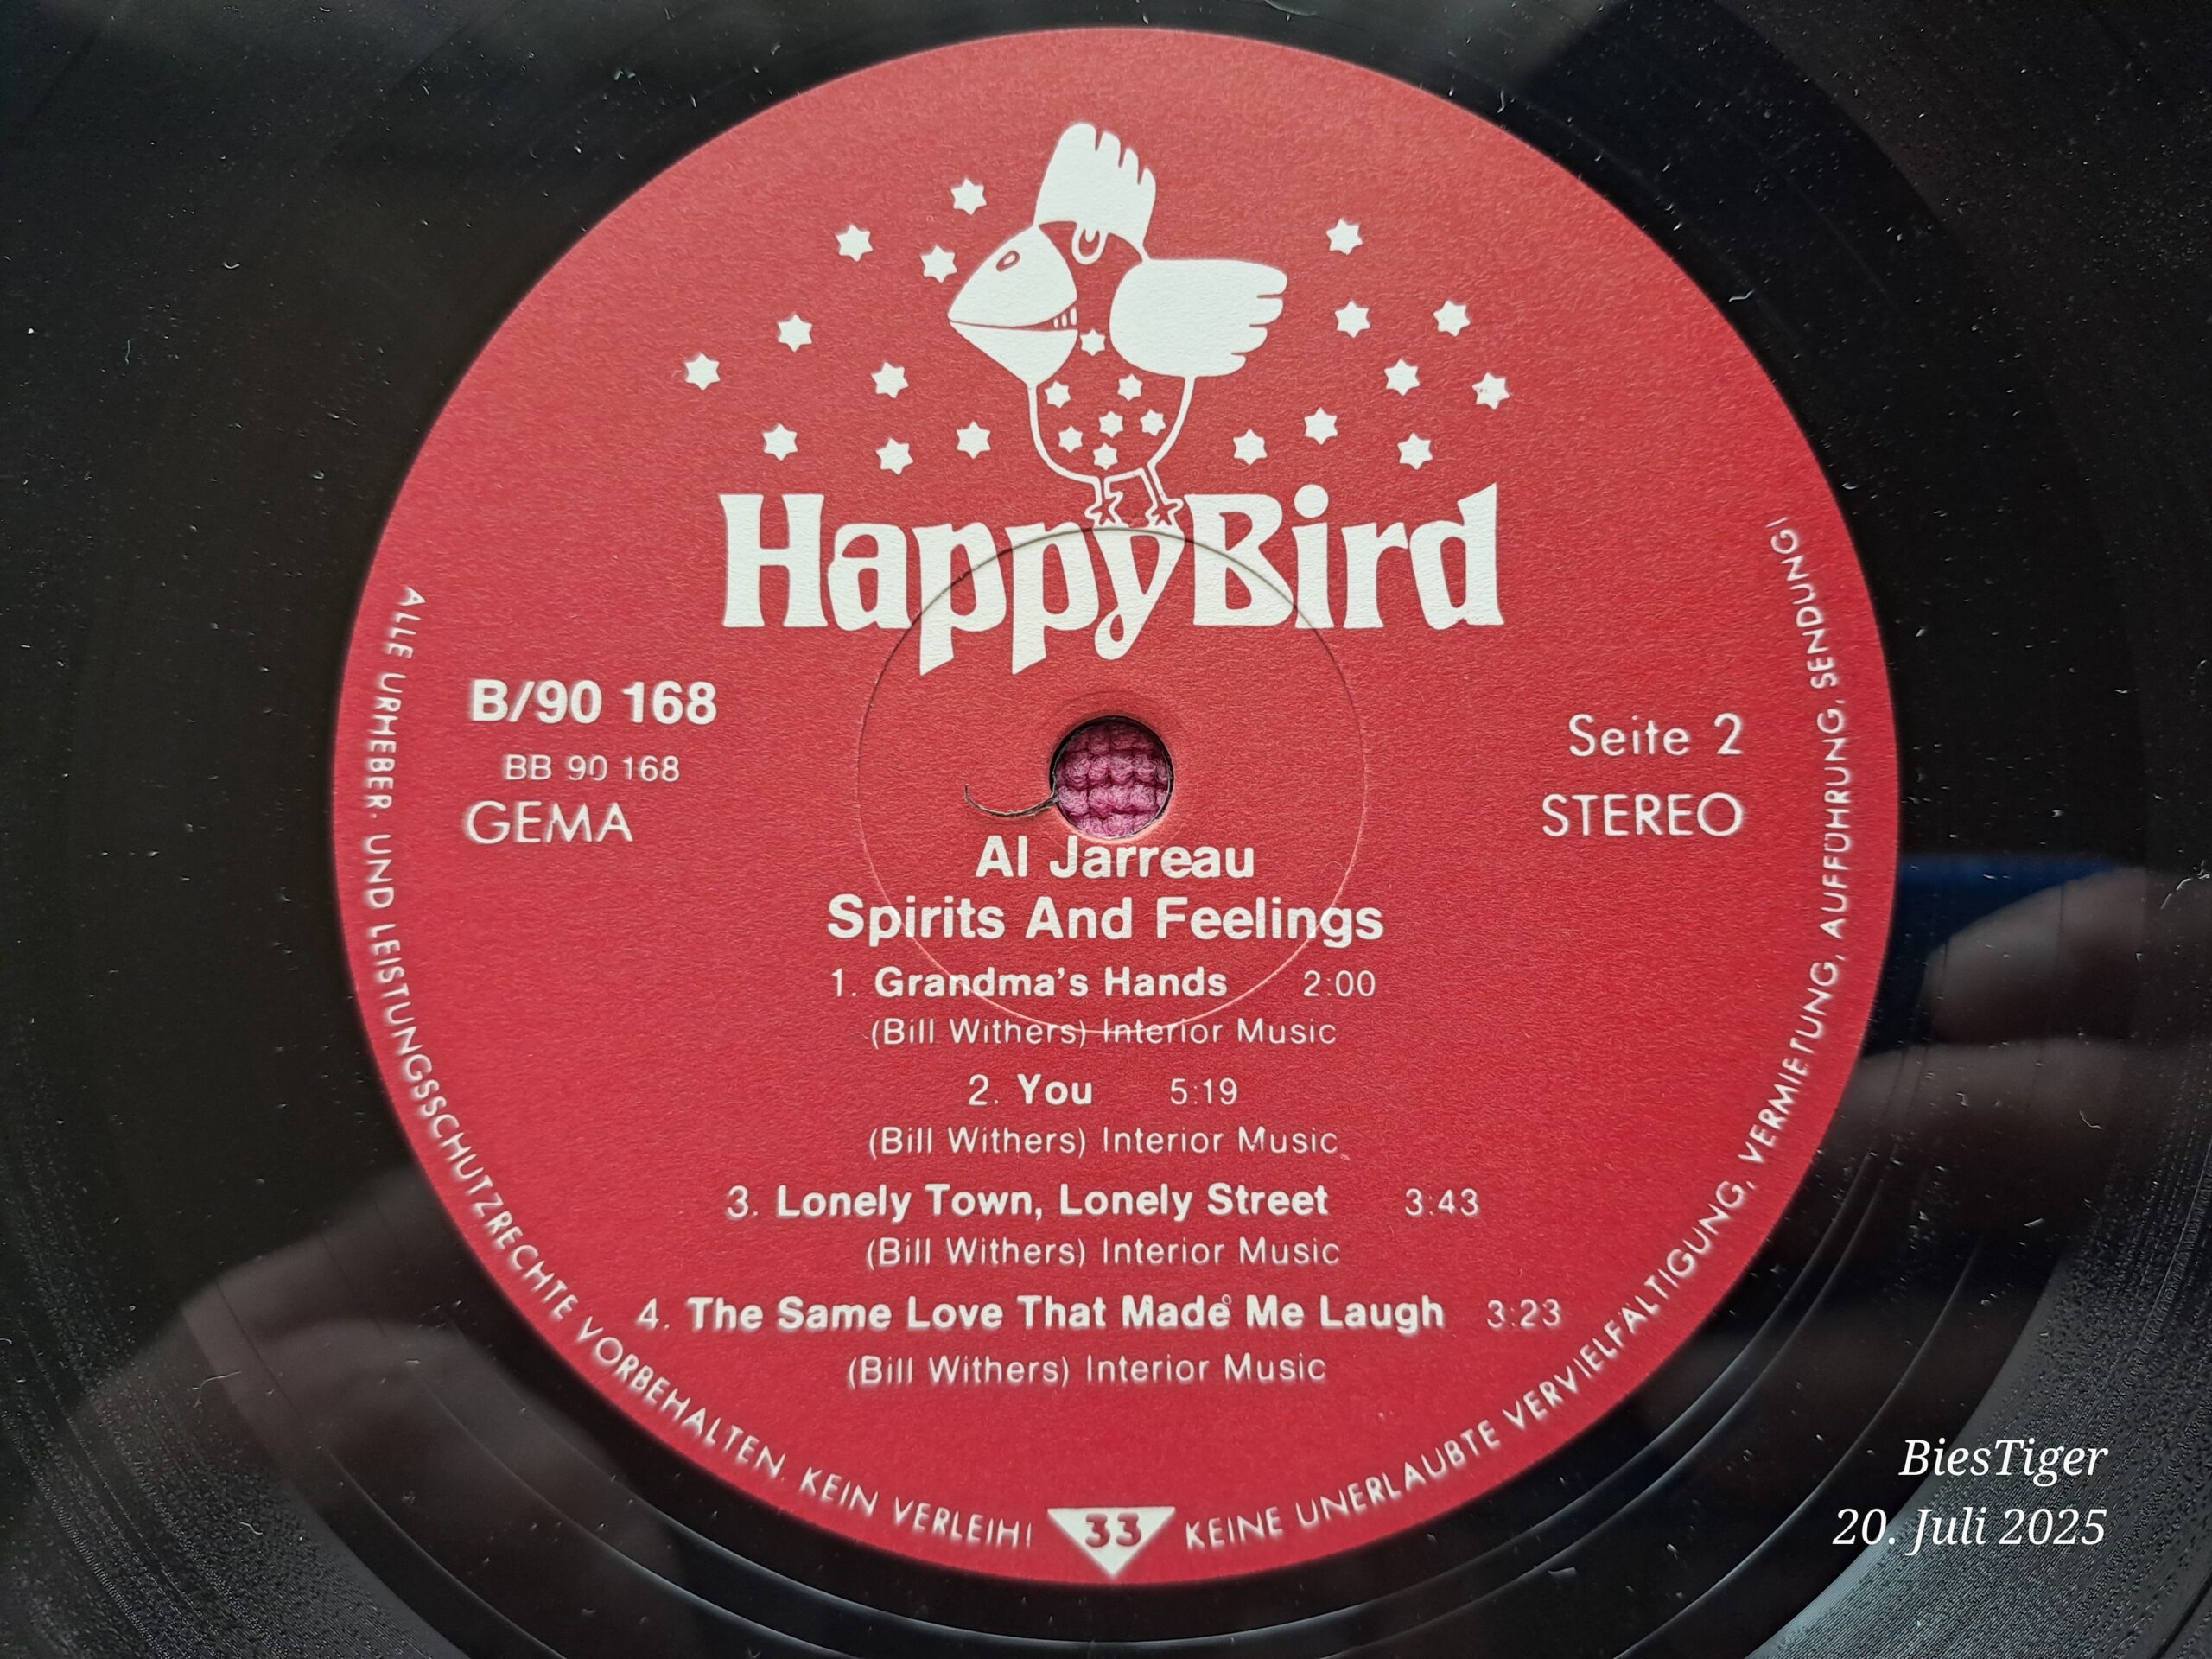 HappyBird
B/90 168
BB 90 168
GEMA
Seite 2
STEREO
Al Jarreau
Spirits And Feelings
1. Grandma's Hands 2:00
(Bill Withers) Interior Music
2. You 5:19
(Bill Withers) Interior Music
3. Lonely Town, Lonely Street 3:43
(Bill Withers) Interior Music
4. The Same Love That Made Me Laugh 3:23
(Bill Withers) Interior Music
ALLE URHEBER- UND LEISTUNGSSCHUTZRECHTE VORBEHALTEN. KEIN VERLEIH!
33
KEINE UNERLAUBTE VERVIELFÄLTIGUNG, VERMIETUNG, AUFFÜHRUNG, SENDUNG!
BiesTiger
20. Juli 2025